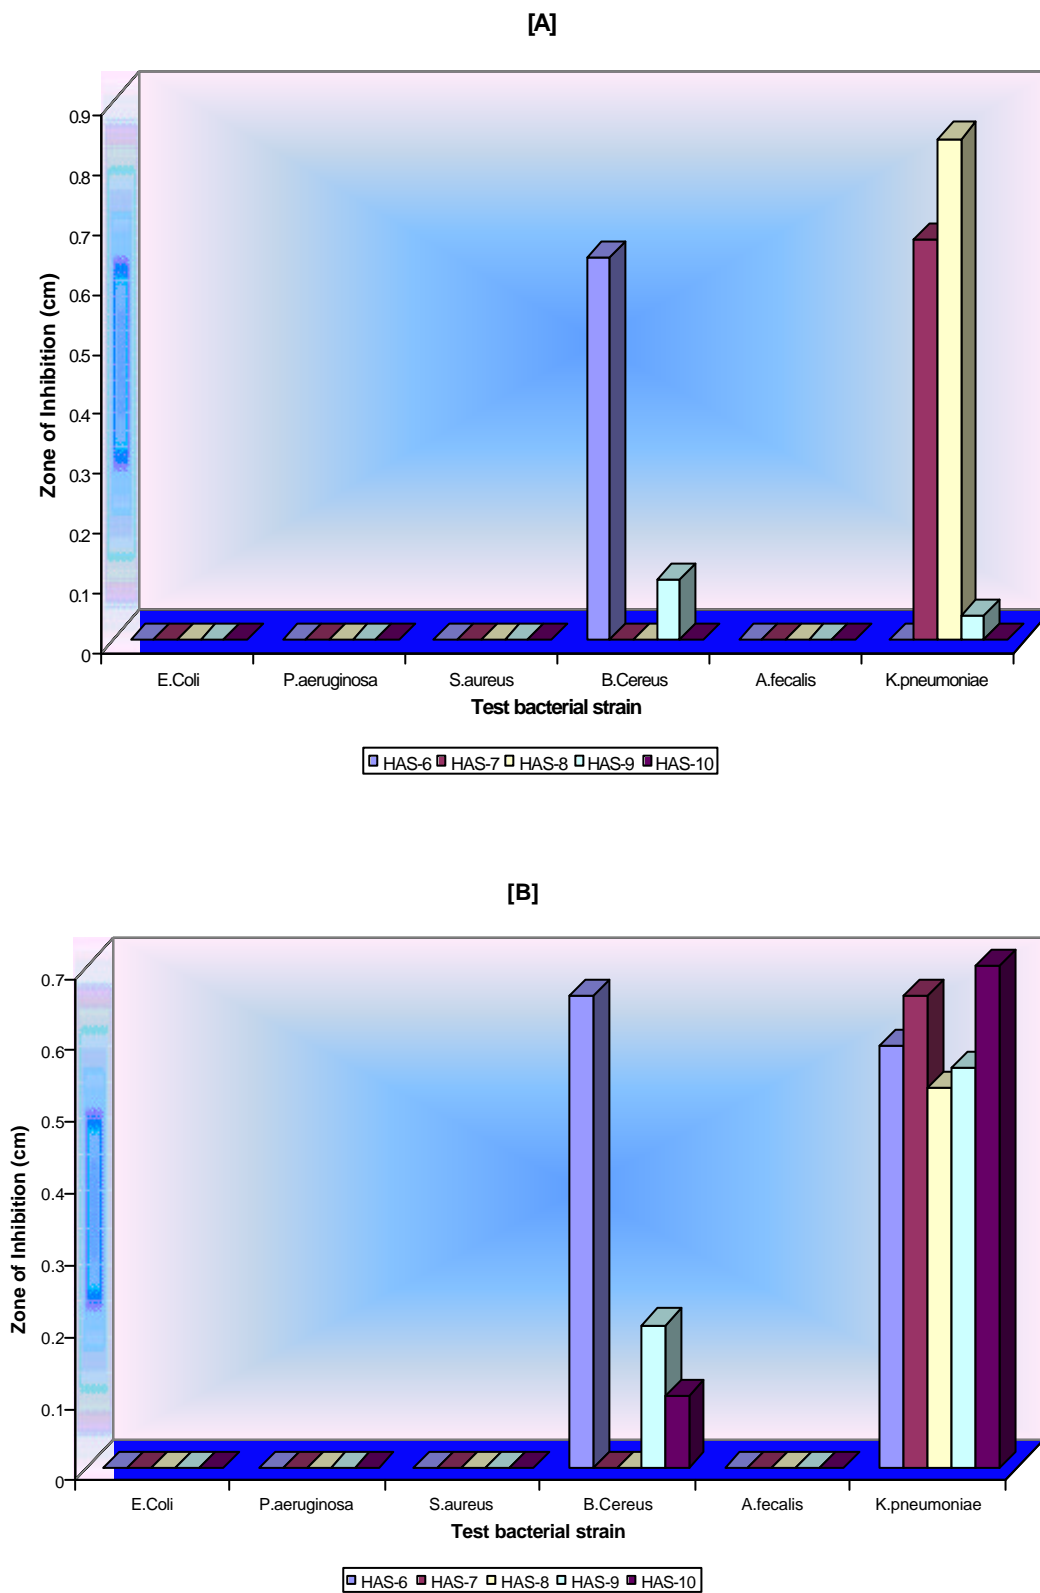 [A]
0.9
0.8
0.7
0.6
0.5
0.4
0.3
0.2
0.1
0
Zone of Inhibition (cm)
E.Coli P.aeruginosa S.aureus B.Cereus A.fecalis K.pneumoniae
Test bacterial strain
HAS-6 HAS-7 HAS-8 HAS-9 HAS-10
[B]
0.7
0.6
0.5
0.4
0.3
0.2
0.1
0
Zone of Inhibition (cm)
E.Coli P.aeruginosa S.aureus B.Cereus A.fecalis K.pneumoniae
Test bacterial strain
HAS-6 HAS-7 HAS-8 HAS-9 HAS-10